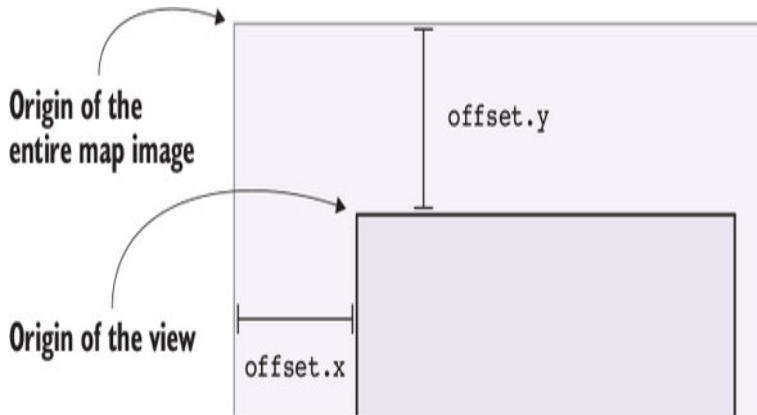 Origin of the
entire map image
offset.y
Origin of the view
offset.x